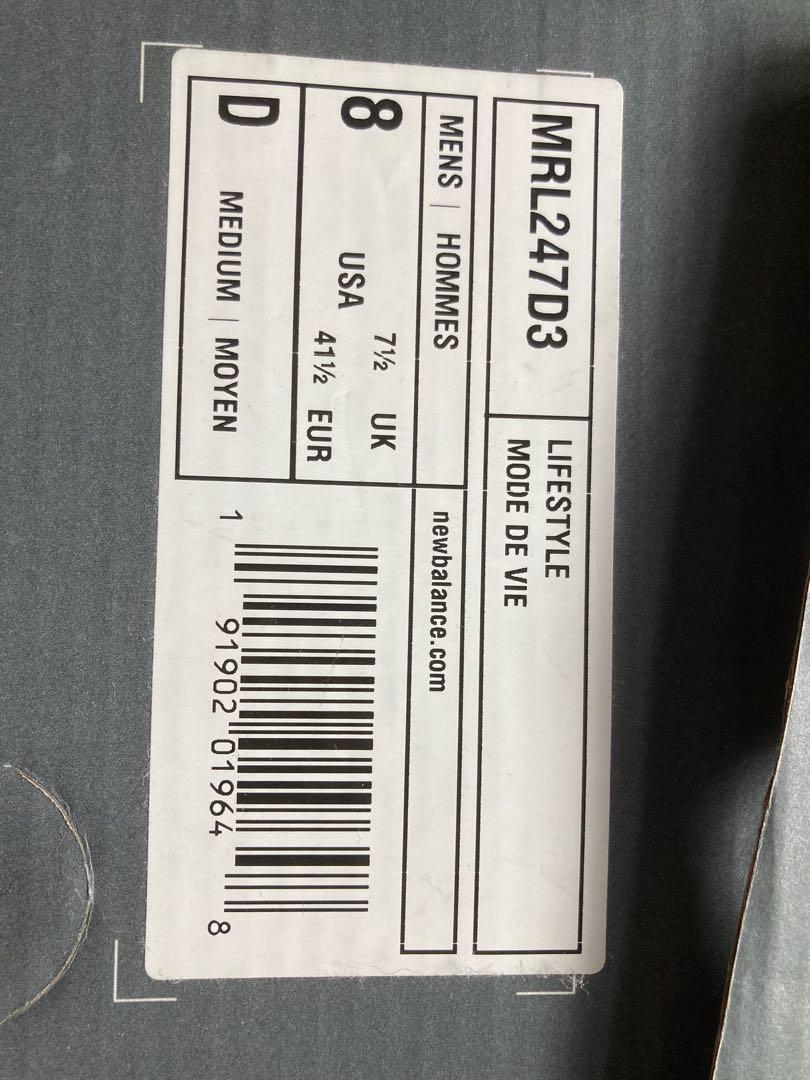 MRL247D3
LIFESTYLE
MODE DE VIE
MENS | HOMMES
newbalance.com
8 USA
7½ UK
41½ EUR
D MEDIUM | MOYEN
1 91902 01964 8